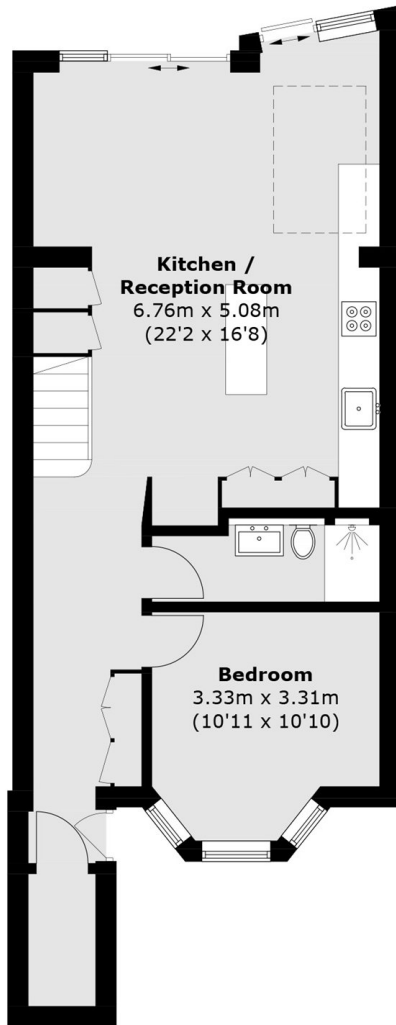 Kitchen /
Reception Room
6.76m x 5.08m
(22'2 x 16'8)
Bedroom
3.33m x 3.31m
(10'11 x 10'10)